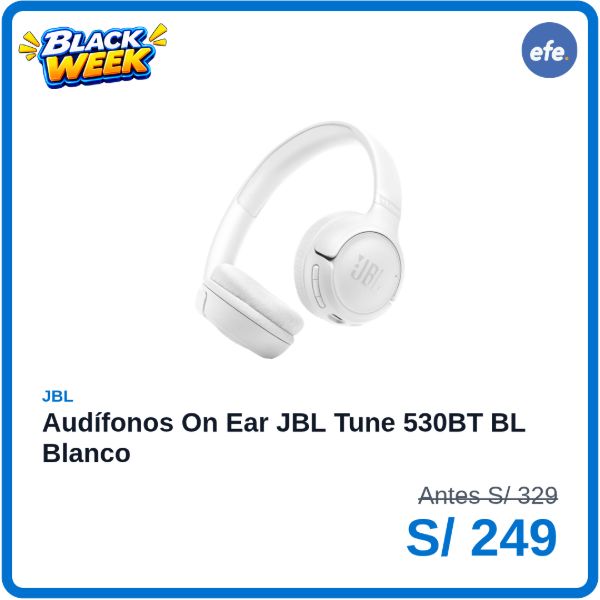 BLACK
WEEK
efe.
JBL
JBL
Audífonos On Ear JBL Tune 530BT BL
Blanco
Antes S/ 329
S/ 249